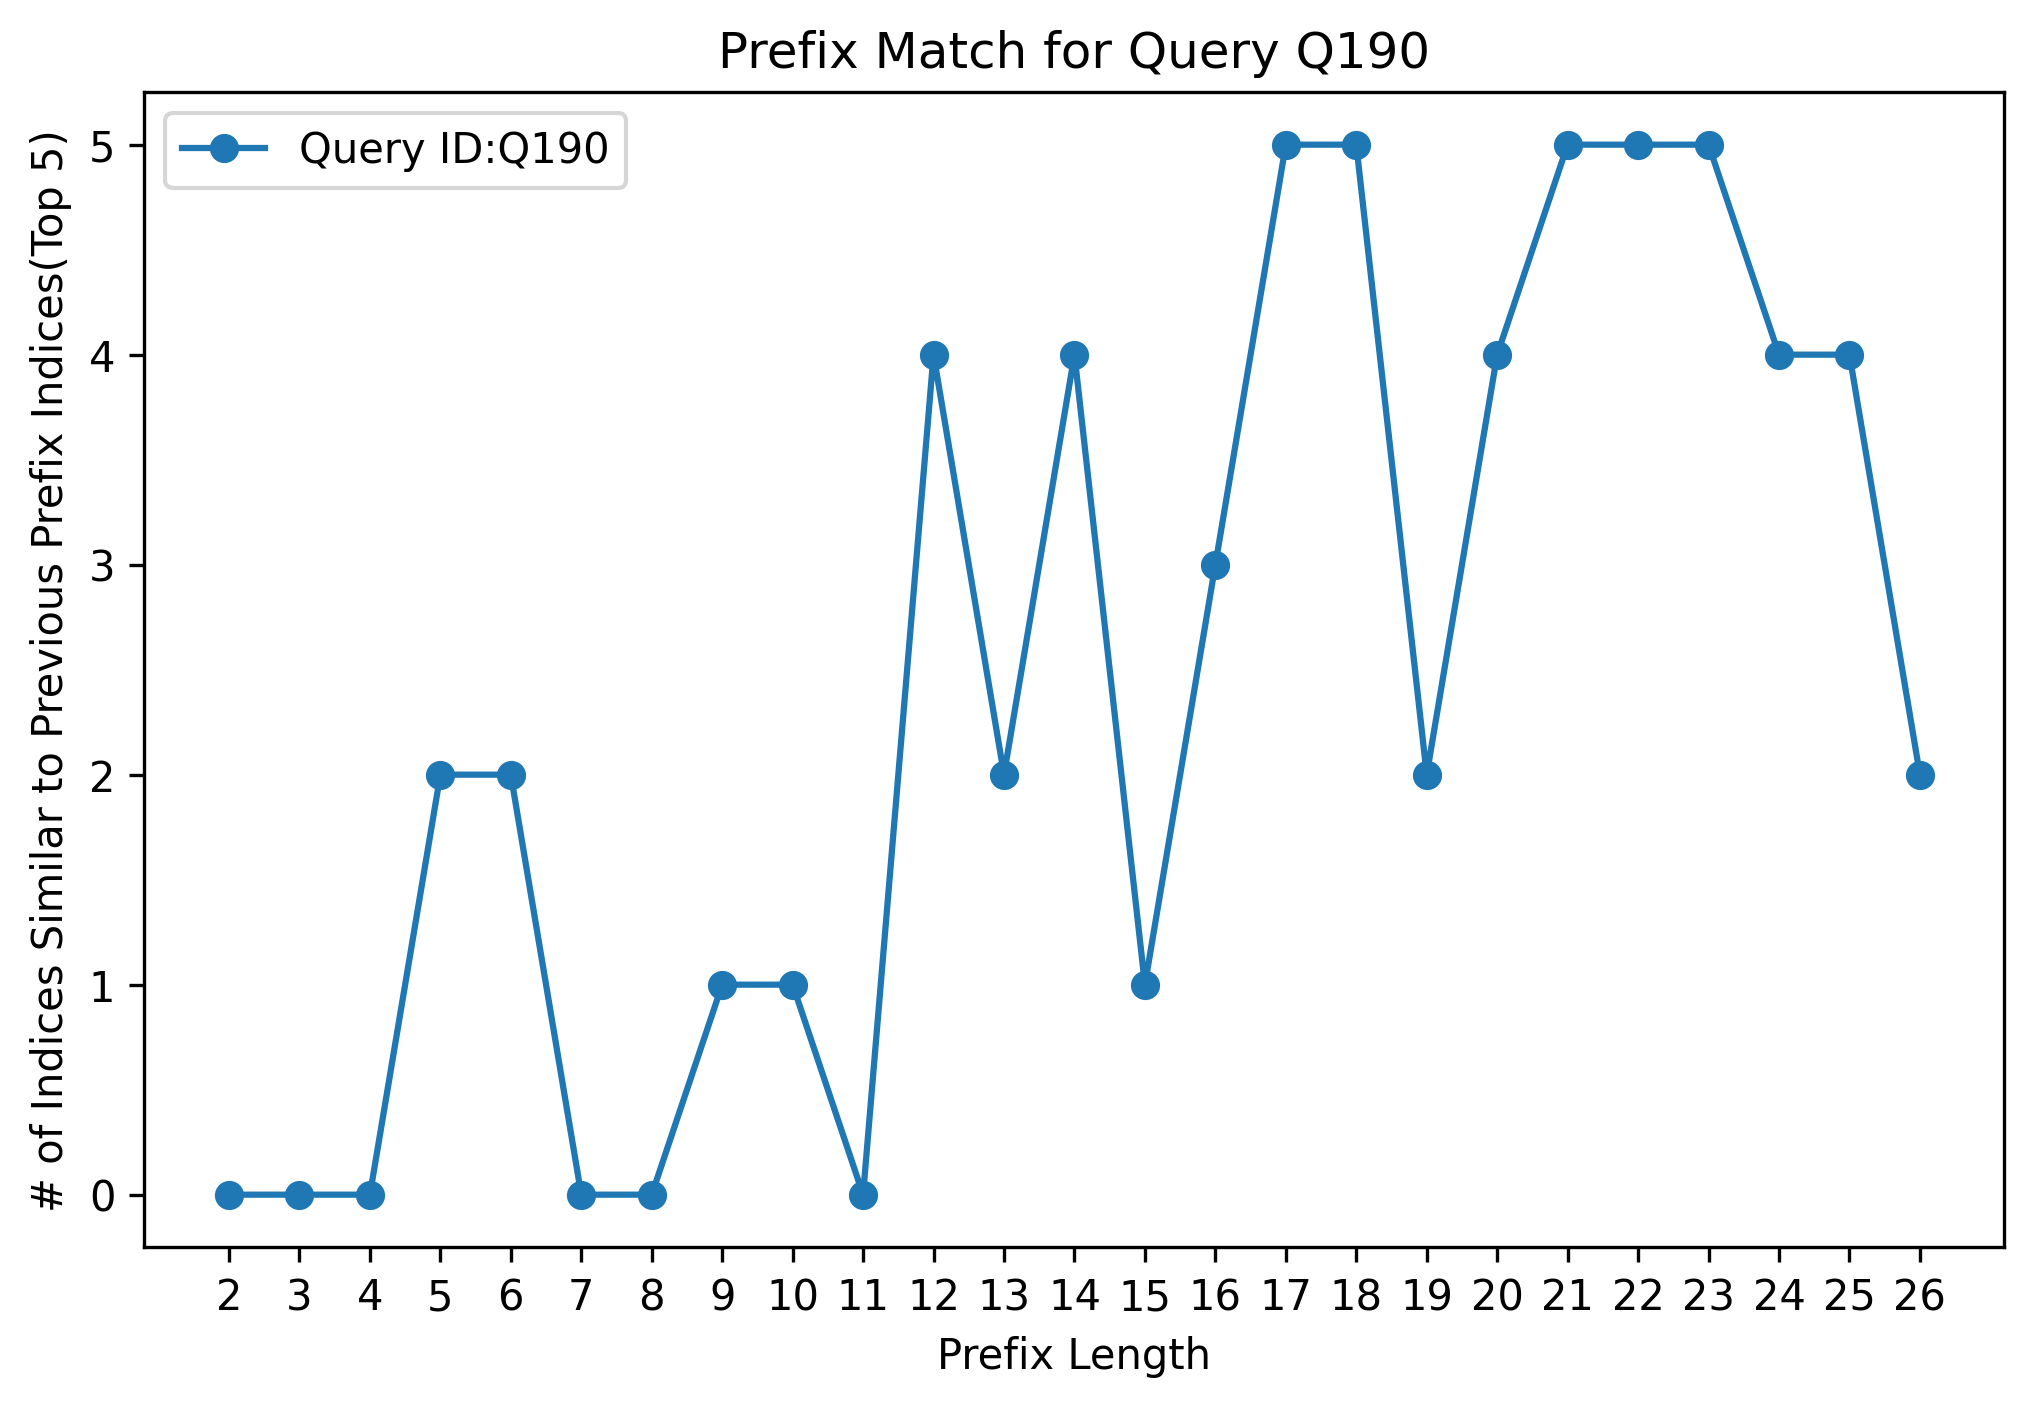 Prefix Match for Query Q190
Query ID:Q190
# of Indices Similar to Previous Prefix Indices(Top 5)
5
4
3
2
1
0
2 3 4 5 6 7 8 9 10 11 12 13 14 15 16 17 18 19 20 21 22 23 24 25 26
Prefix Length